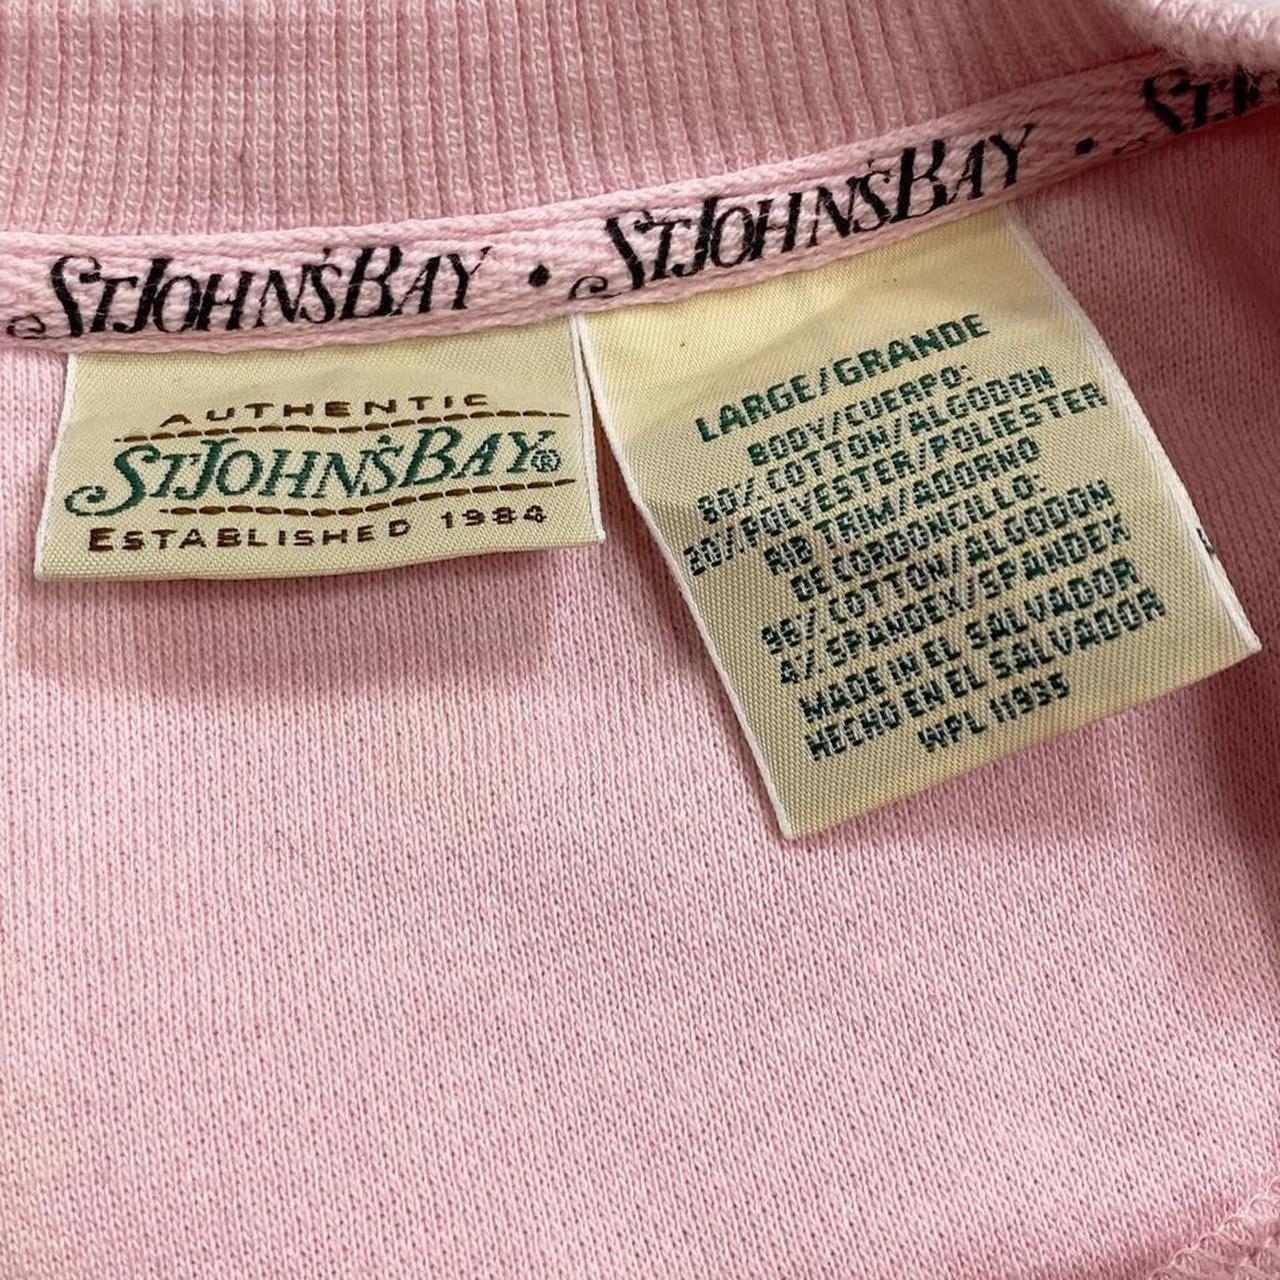 ST JOHN'S BAY • ST JOHN'S BAY • ST
AUTHENTIC
ST JOHN'S BAY®
ESTABLISHED 1984
LARGE/GRANDE
BODY/CUERPO:
80% COTTON/ALGODON
20% POLYESTER/POLIESTER
RIB TRIM/ADORNO
DE CORDONCILLO:
96% COTTON/ALGODON
4% SPANDEX/SPANDEX
MADE IN EL SALVADOR
HECHO EN EL SALVADOR
WPL 11935